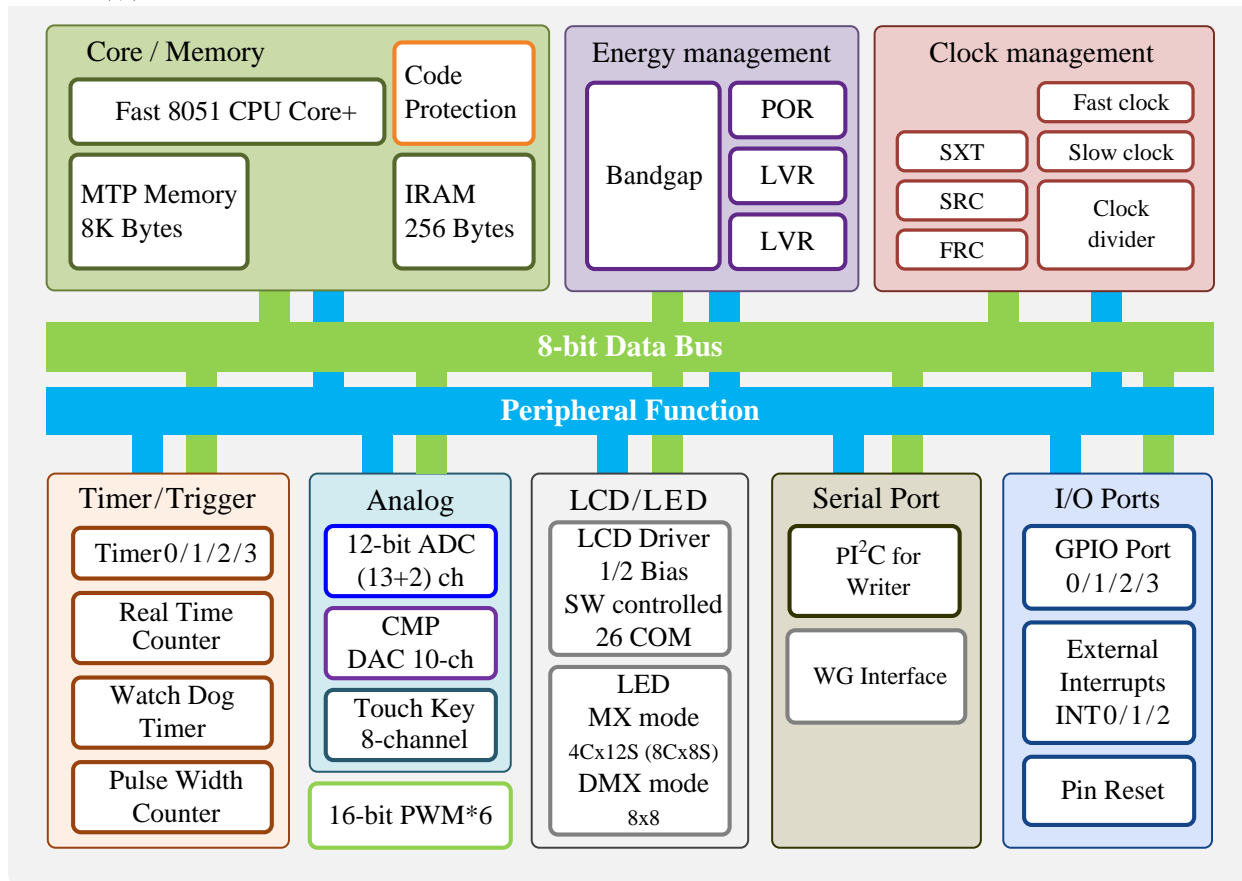 Core / Memory
Fast 8051 CPU Core+
Code
Protection
MTP Memory
8K Bytes
IRAM
256 Bytes
Energy management
Bandgap
POR
LVR
LVR
Clock management
Fast clock
SXT
Slow clock
SRC
Clock
divider
FRC
8-bit Data Bus
Peripheral Function
Timer/Trigger
Timer0/1/2/3
Real Time
Counter
Watch Dog
Timer
Pulse Width
Counter
Analog
12-bit ADC
(13+2) ch
CMP
DAC 10-ch
Touch Key
8-channel
16-bit PWM*6
LCD/LED
LCD Driver
1/2 Bias
SW controlled
26 COM
LED
MX mode
4Cx12S (8Cx8S)
DMX mode
8x8
Serial Port
PI²C for
Writer
WG Interface
I/O Ports
GPIO Port
0/1/2/3
External
Interrupts
INT0/1/2
Pin Reset